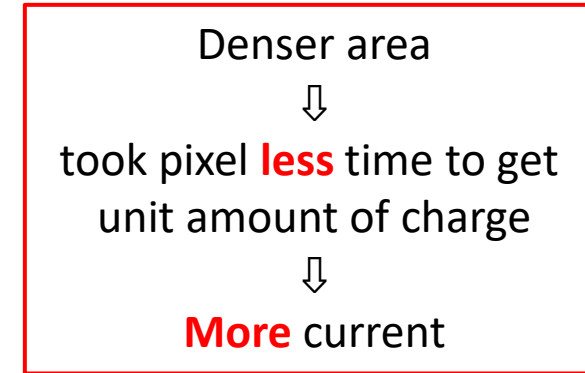 Denser area
⇩
took pixel less time to get
unit amount of charge
⇩
More current